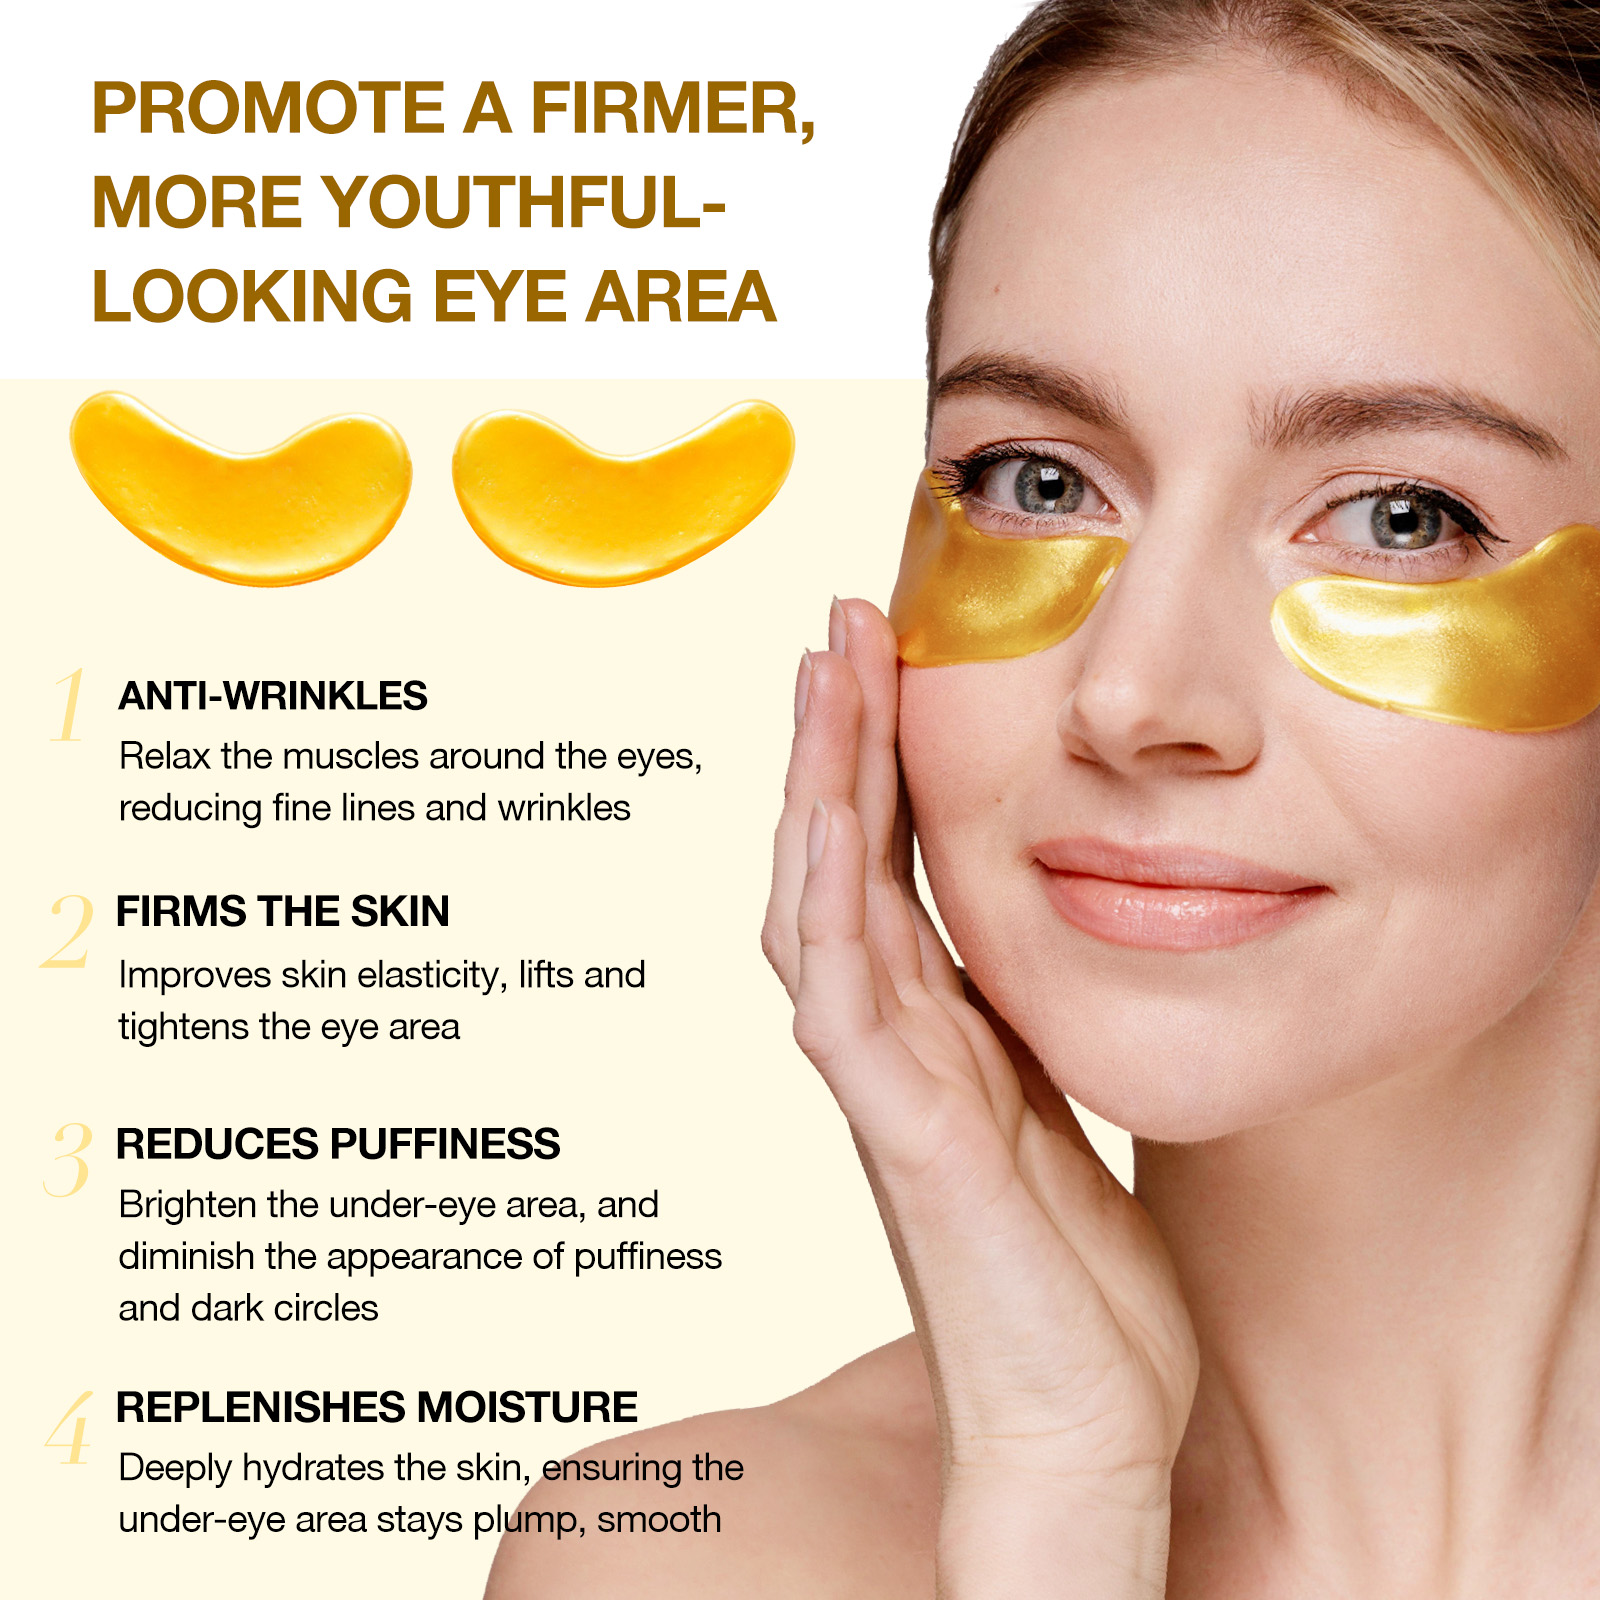 PROMOTE A FIRMER,
MORE YOUTHFUL-
LOOKING EYE AREA
1
ANTI-WRINKLES
Relax the muscles around the eyes,
reducing fine lines and wrinkles
2
FIRMS THE SKIN
Improves skin elasticity, lifts and
tightens the eye area
3
REDUCES PUFFINESS
Brighten the under-eye area, and
diminish the appearance of puffiness
and dark circles
4
REPLENISHES MOISTURE
Deeply hydrates the skin, ensuring the
under-eye area stays plump, smooth